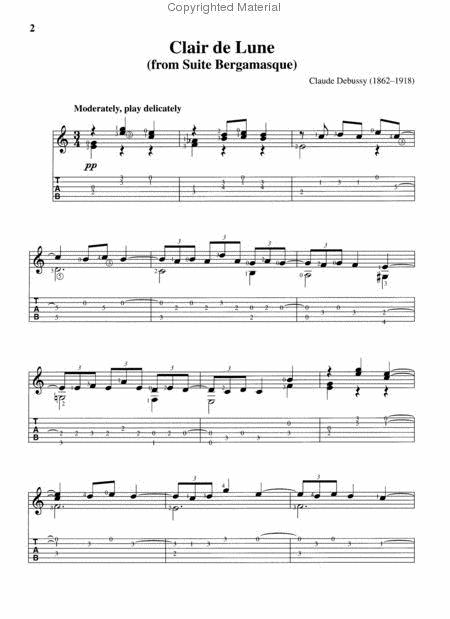 Copyrighted Material
2
Clair de Lune
(from Suite Bergamasque)
Claude Debussy (1862–1918)
Moderately, play delicately
pp